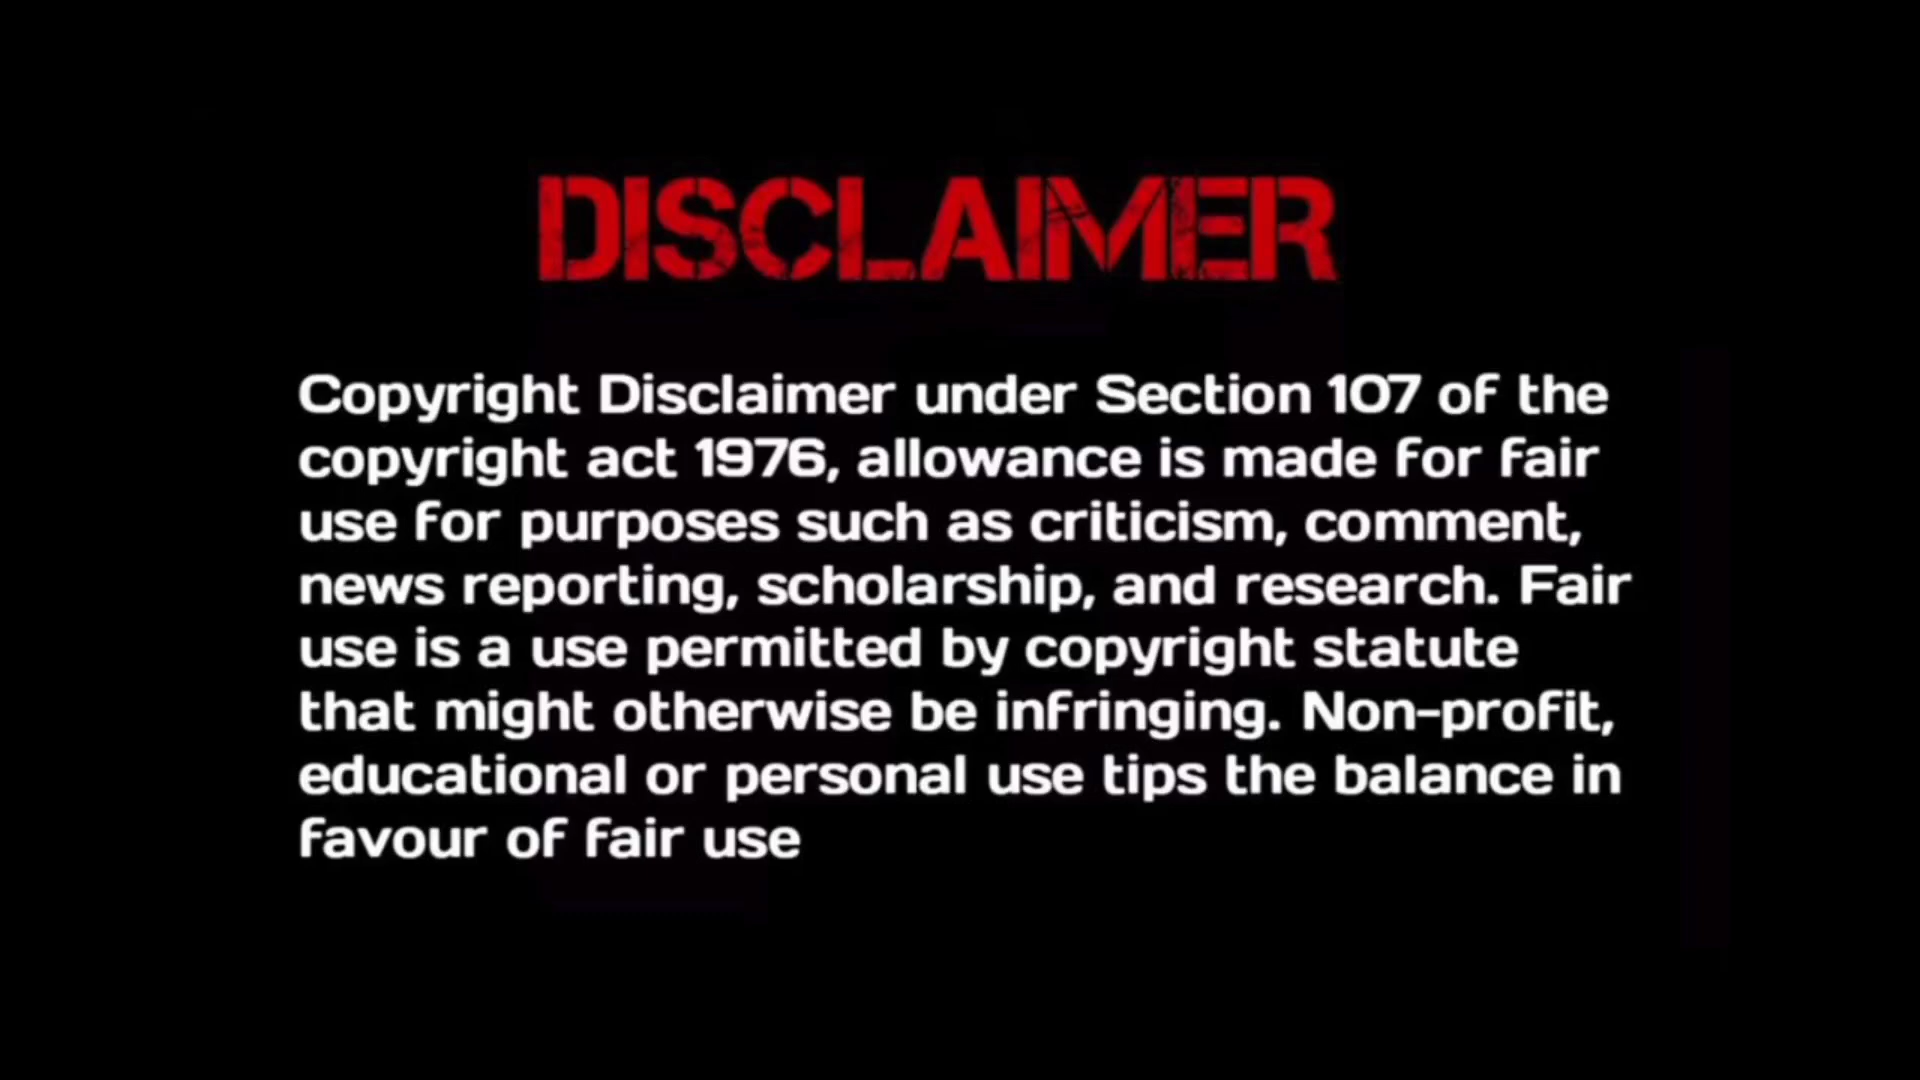 DISCLAIMER
Copyright Disclaimer under Section 107 of the
copyright act 1976, allowance is made for fair
use for purposes such as criticism, comment,
news reporting, scholarship, and research. Fair
use is a use permitted by copyright statute
that might otherwise be infringing. Non-profit,
educational or personal use tips the balance in
favour of fair use